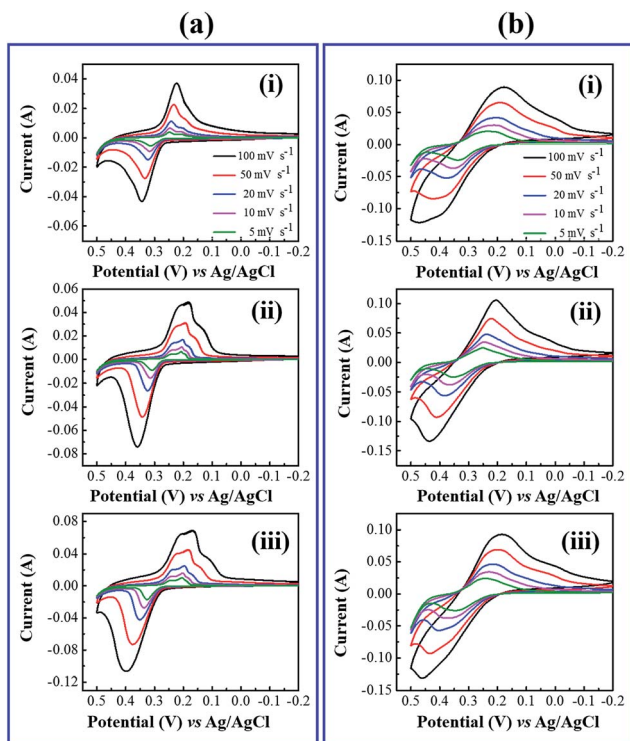 (a)
(i)
0.04
0.02
0.00
-0.02
-0.04
-0.06
Current (A)
100 mV s-1
50 mV s-1
20 mV s-1
10 mV s-1
5 mV s-1
0.5 0.4 0.3 0.2 0.1 0.0 -0.1 -0.2
Potential (V) vs Ag/AgCl
(ii)
0.06
0.04
0.02
0.00
-0.02
-0.04
-0.06
-0.08
Current (A)
0.5 0.4 0.3 0.2 0.1 0.0 -0.1 -0.2
Potential (V) vs Ag/AgCl
(iii)
0.08
0.04
0.00
-0.04
-0.08
-0.12
Current (A)
0.5 0.4 0.3 0.2 0.1 0.0 -0.1 -0.2
Potential (V) vs Ag/AgCl
(b)
(i)
0.10
0.05
0.00
-0.05
-0.10
-0.15
Current (A)
100 mV s-1
50 mV s-1
20 mV s-1
10 mV s-1
5 mV s-1
0.5 0.4 0.3 0.2 0.1 0.0 -0.1 -0.2
Potential (V) vs Ag/AgCl
(ii)
0.10
0.05
0.00
-0.05
-0.10
-0.15
Current (A)
0.5 0.4 0.3 0.2 0.1 0.0 -0.1 -0.2
Potential (V) vs Ag/AgCl
(iii)
0.10
0.05
0.00
-0.05
-0.10
-0.15
Current (A)
0.5 0.4 0.3 0.2 0.1 0.0 -0.1 -0.2
Potential (V) vs Ag/AgCl